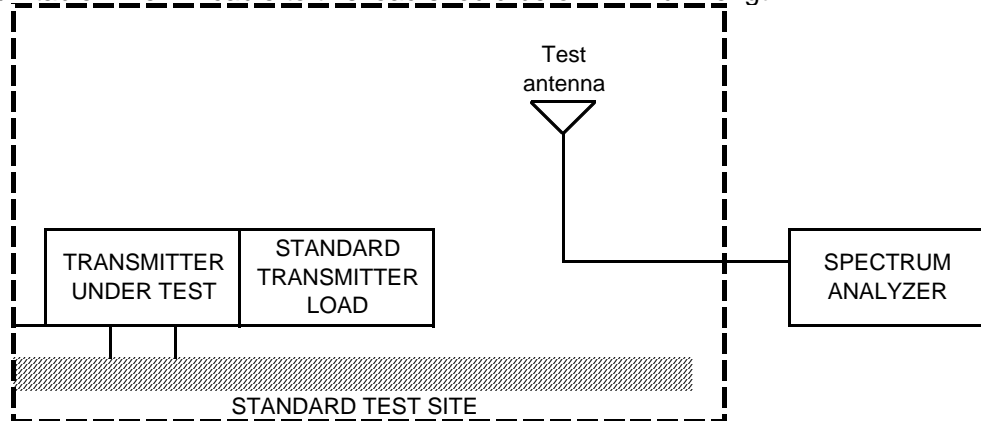 Test
antenna
TRANSMITTER
UNDER TEST
STANDARD
TRANSMITTER
LOAD
SPECTRUM
ANALYZER
STANDARD TEST SITE